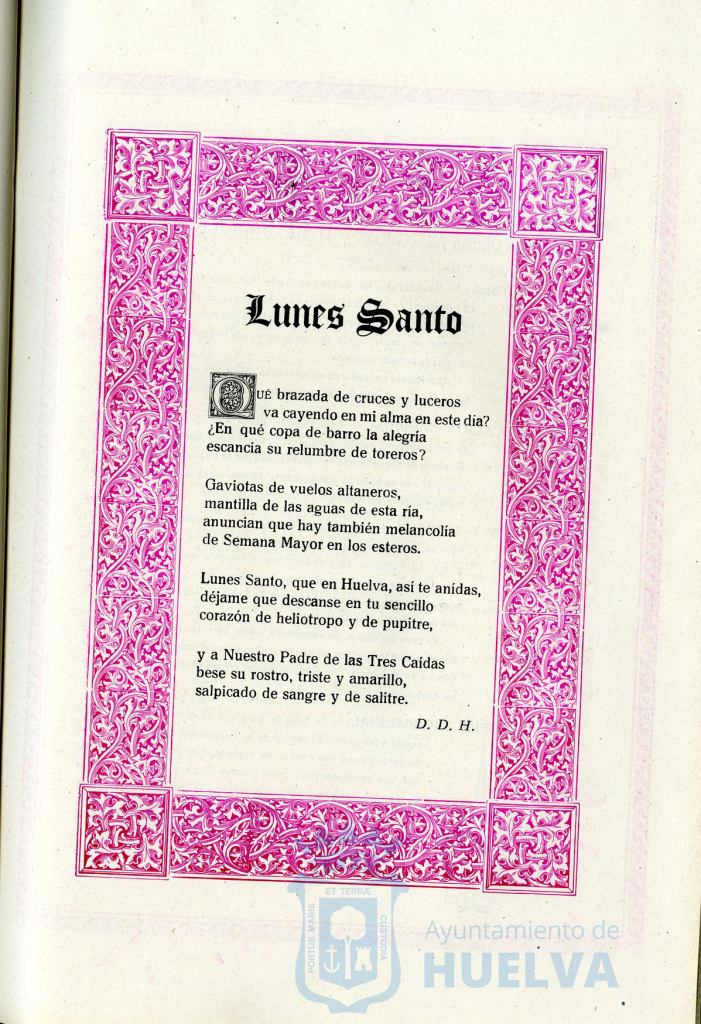 Lunes Santo
QUÉ brazada de cruces y luceros
va cayendo en mi alma en este día?
¿En qué copa de barro la alegría
escancia su relumbre de toreros?
Gaviotas de vuelos altaneros,
mantilla de las aguas de esta ría,
anuncian que hay también melancolía
de Semana Mayor en los esteros.
Lunes Santo, que en Huelva, así te anidas,
déjame que descanse en tu sencillo
corazón de heliotropo y de pupitre,
y a Nuestro Padre de las Tres Caídas
bese su rostro, triste y amarillo,
salpicado de sangre y de salitre.
D. D. H.
PORTUS MARIS
ET TERRÆ
CUSTODIA
Ayuntamiento de
HUELVA